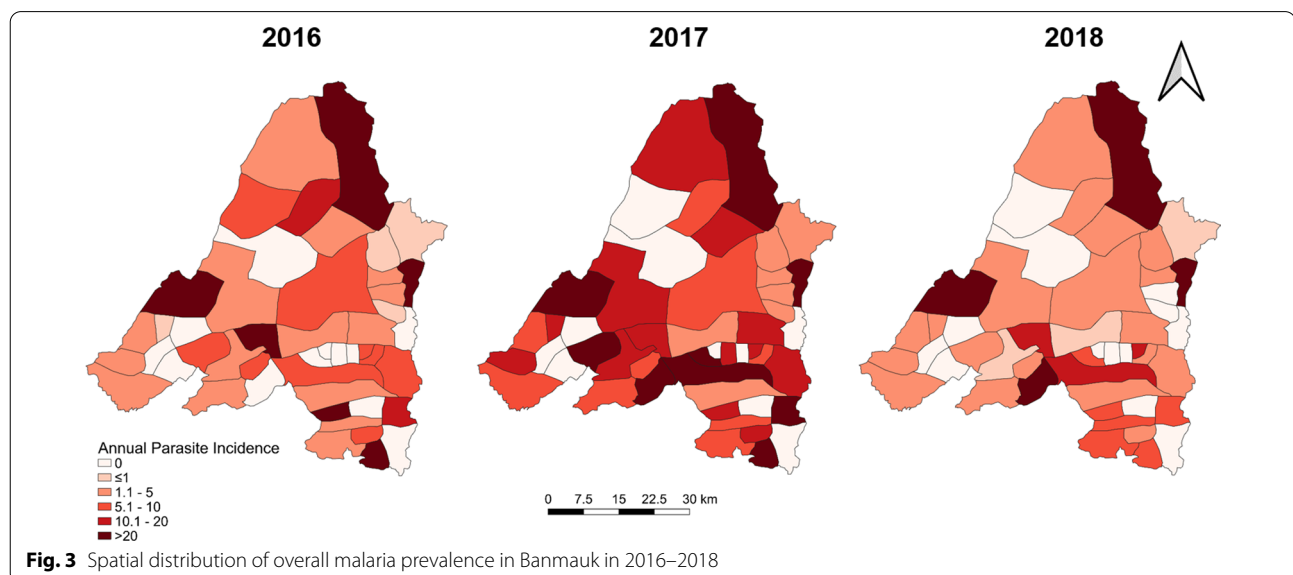 2016
2017
2018
Annual Parasite Incidence
0
≤1
1.1 - 5
5.1 - 10
10.1 - 20
>20
0 7.5 15 22.5 30 km
Fig. 3 Spatial distribution of overall malaria prevalence in Banmauk in 2016–2018